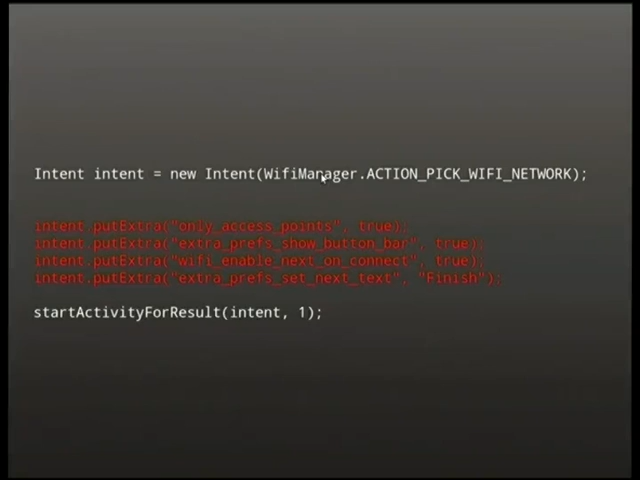 Intent intent = new Intent(WifiManager.ACTION_PICK_WIFI_NETWORK);
intent.putExtra("only_access_points", true);
intent.putExtra("extra_prefs_show_button_bar", true);
intent.putExtra("wifi_enable_next_on_connect", true);
intent.putExtra("extra_prefs_set_next_text", "Finish");
startActivityForResult(intent, 1);